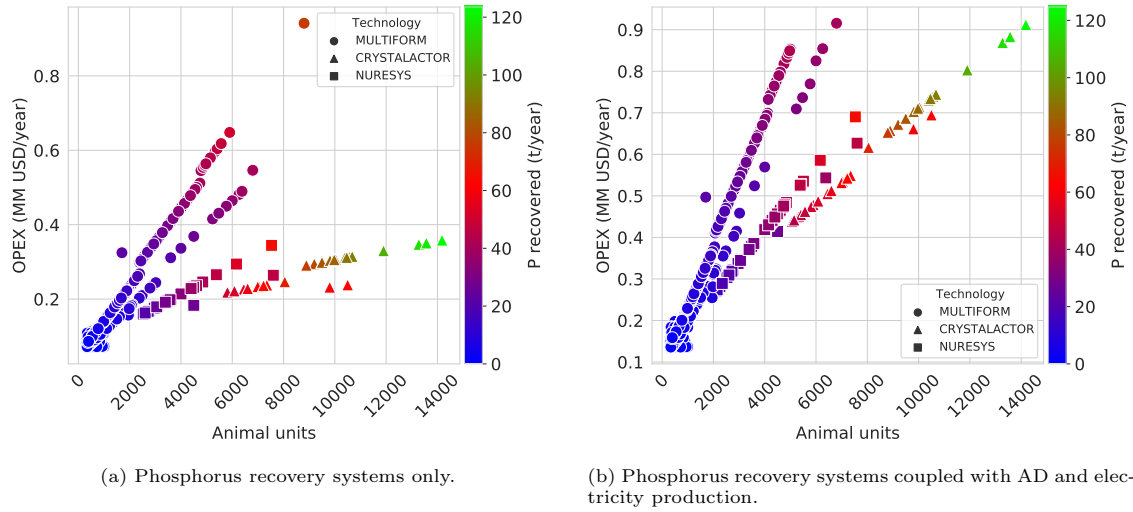 Technology
MULTIFORM
CRYSTALACTOR
NURESYS
0.8
0.6
0.4
0.2
OPEX (MM USD/year)
0
2000
4000
6000
8000
10000
12000
14000
Animal units
120
100
80
60
40
20
0
P recovered (t/year)
(a) Phosphorus recovery systems only.
0.9
0.8
0.7
0.6
0.5
0.4
0.3
0.2
0.1
OPEX (MM USD/year)
Technology
MULTIFORM
CRYSTALACTOR
NURESYS
0
2000
4000
6000
8000
10000
12000
14000
Animal units
120
100
80
60
40
20
0
P recovered (t/year)
(b) Phosphorus recovery systems coupled with AD and elec-
tricity production.